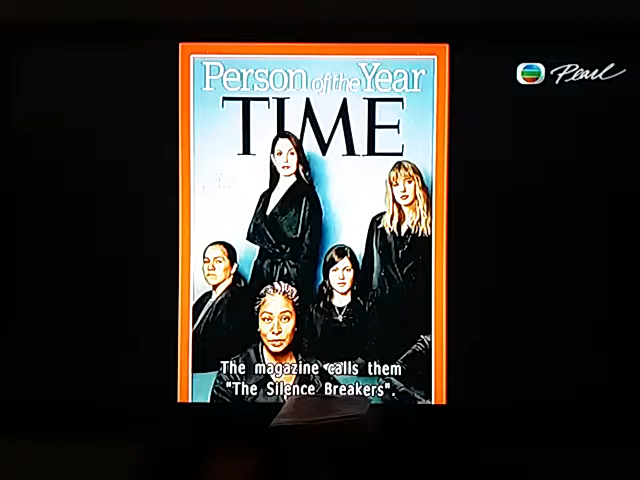 Pearl
Person of the Year
TIME
The magazine calls them
"The Silence Breakers".